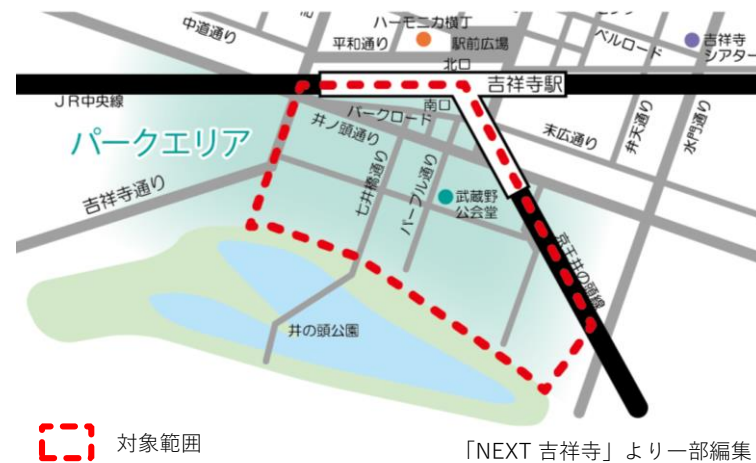 中道通り
ハーモニカ横丁
平和通り
駅前広場
ベルロード
吉祥寺
シアター
北口
吉祥寺駅
JR中央線
パークロード
南口
井ノ頭通り
末広通り
弁天通り
水門通り
パークエリア
吉祥寺通り
七井橋通り
パープル通り
武蔵野
公会堂
京王井の頭線
井の頭公園
対象範囲
「NEXT 吉祥寺」より一部編集